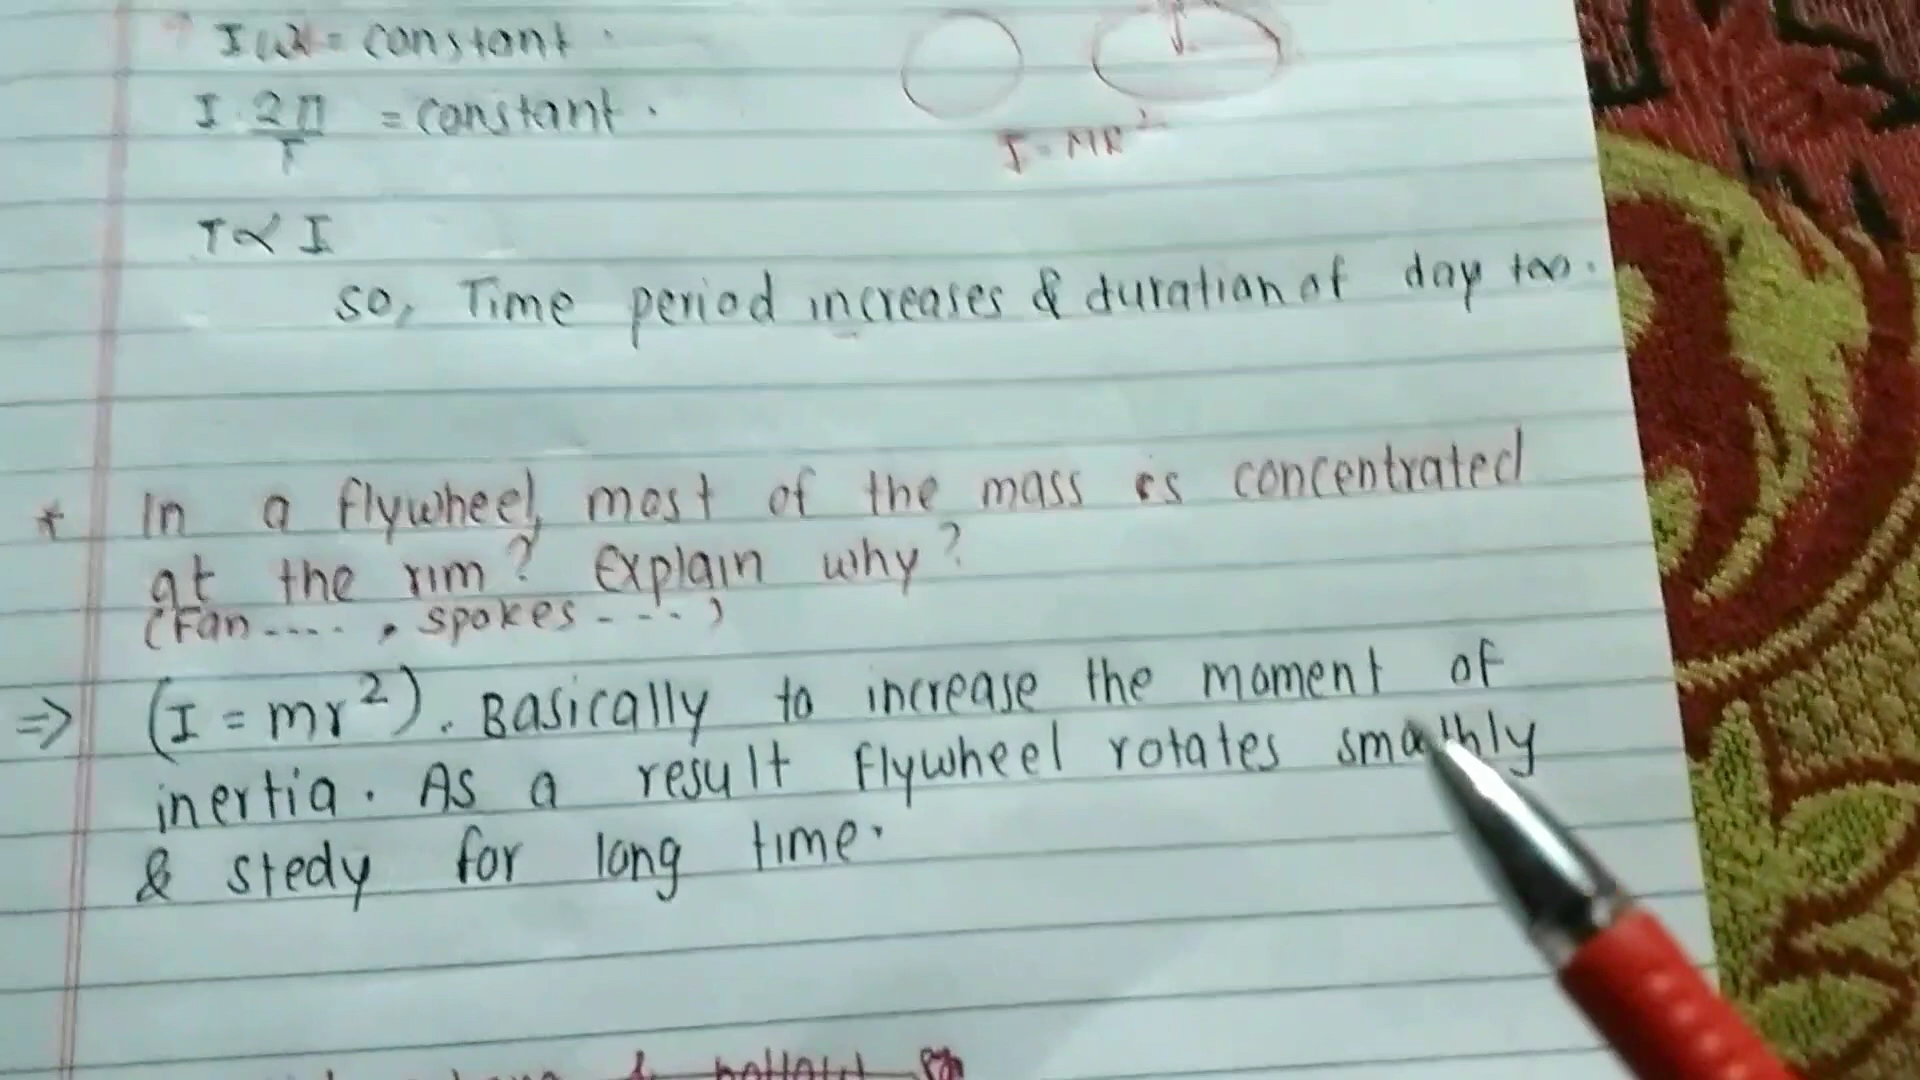 Iω = constant.
I 2π/T = constant.
I = MR²
T ∝ I
so, Time period increases & duration of day too.
* In a flywheel, most of the mass is concentrated
at the rim? Explain why?
(Fan ...., spokes ....)
=> (I = mr²). Basically to increase the moment of
inertia. As a result flywheel rotates
& stedy for long time.